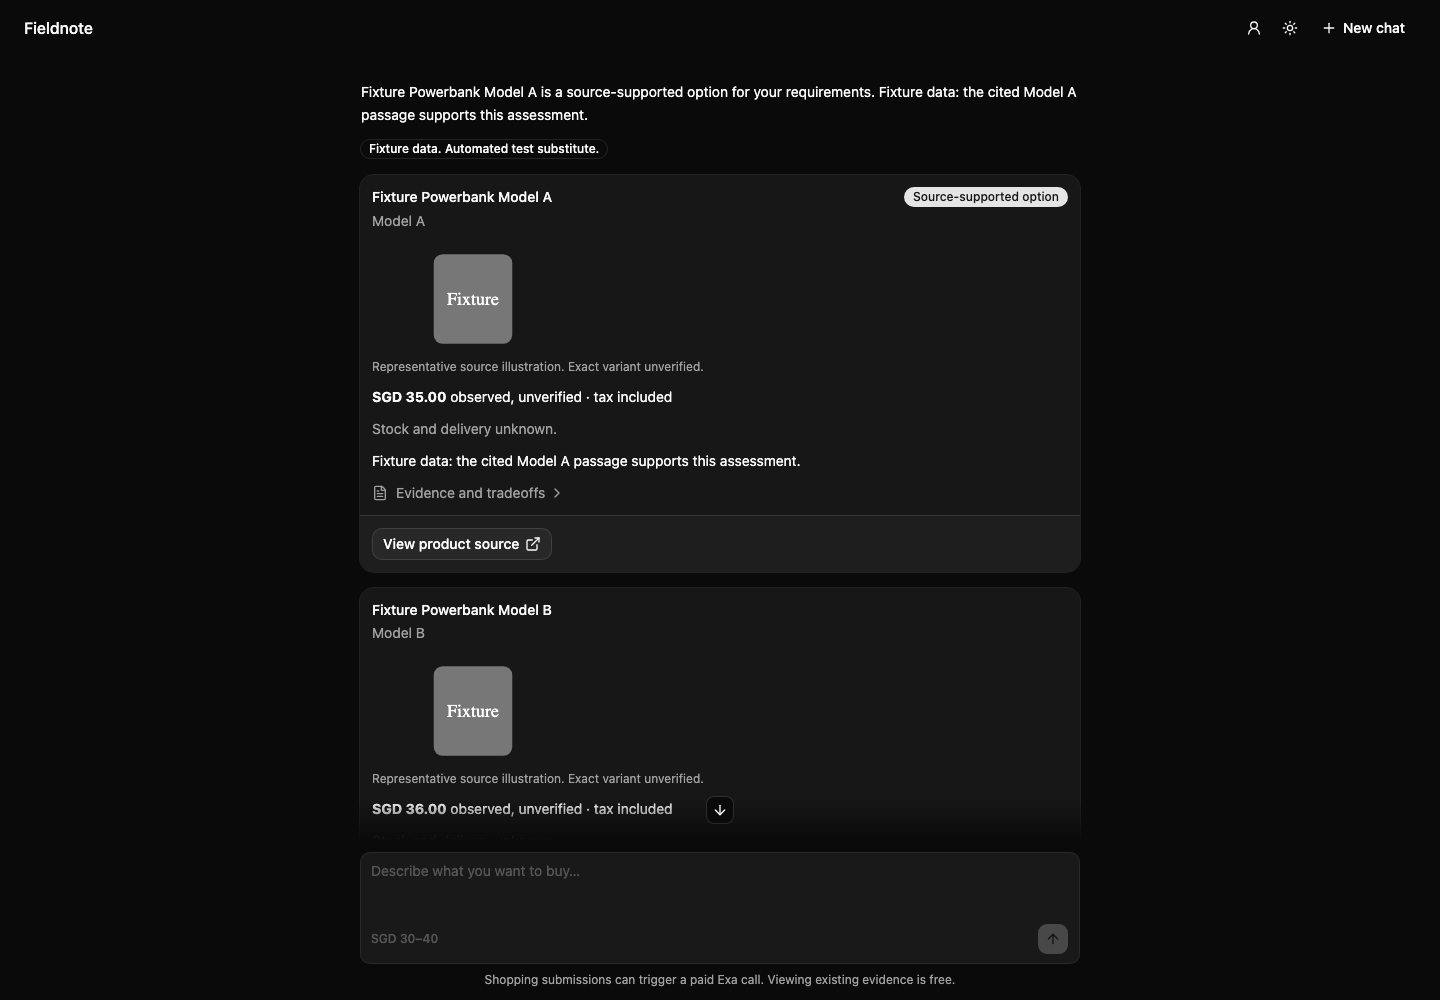 Fieldnote
New chat
Fixture Powerbank Model A is a source-supported option for your requirements. Fixture data: the cited Model A
passage supports this assessment.
Fixture data. Automated test substitute.
Fixture Powerbank Model A
Source-supported option
Model A
Fixture
Representative source illustration. Exact variant unverified.
SGD 35.00 observed, unverified · tax included
Stock and delivery unknown.
Fixture data: the cited Model A passage supports this assessment.
Evidence and tradeoffs
View product source
Fixture Powerbank Model B
Model B
Fixture
Representative source illustration. Exact variant unverified.
SGD 36.00 observed, unverified · tax included
Describe what you want to buy...
SGD 30–40
Shopping submissions can trigger a paid Exa call. Viewing existing evidence is free.